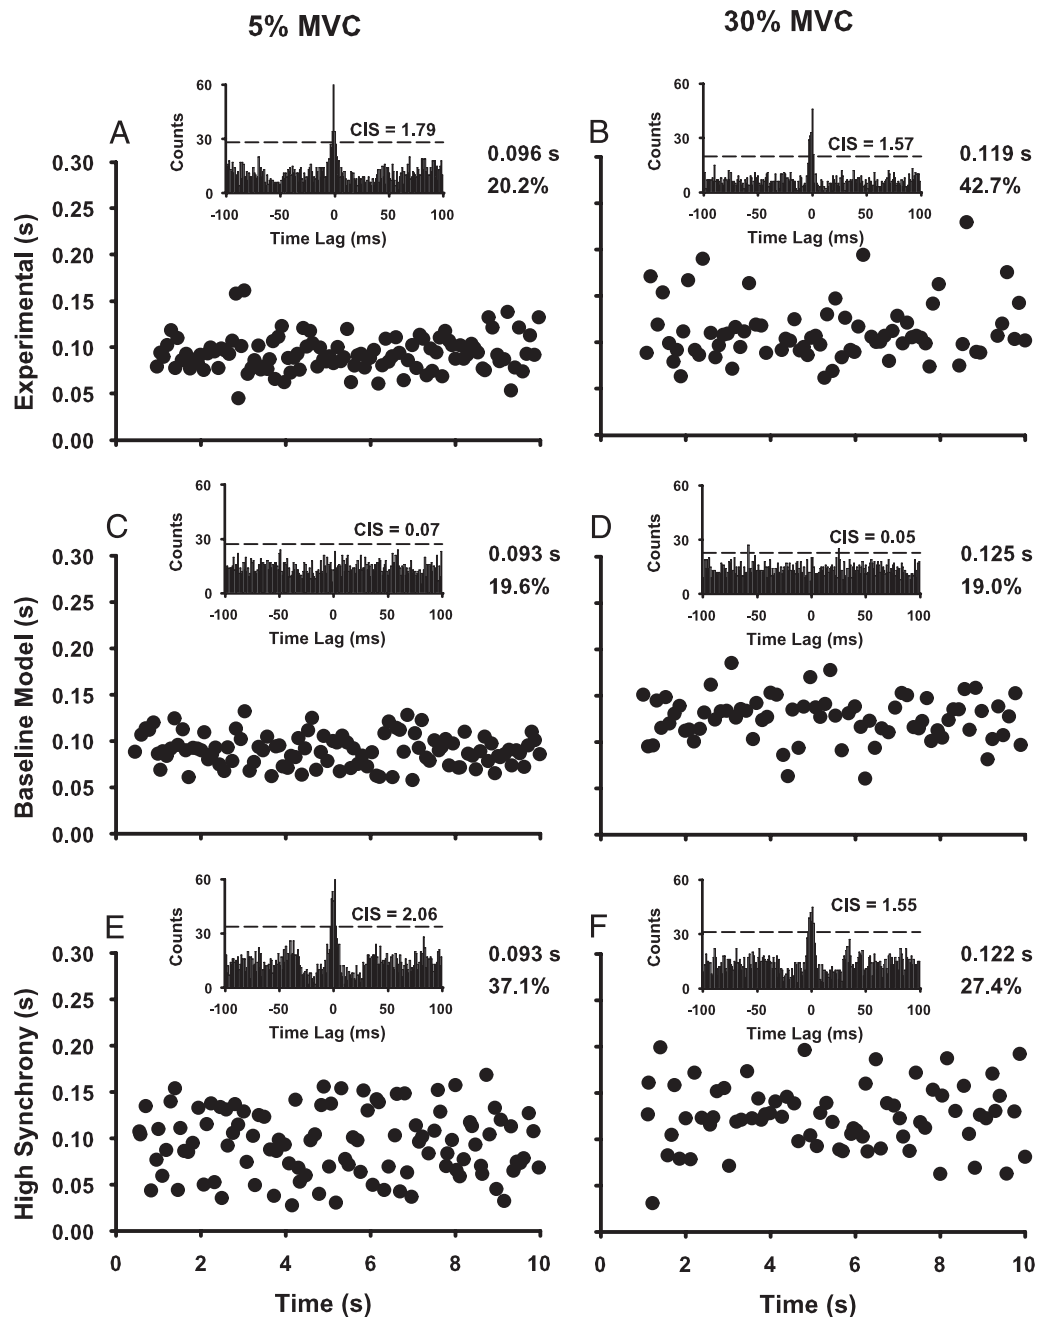 5% MVC
30% MVC
A
60
30
0
Counts
CIS = 1.79
-100 -50 0 50 100
Time Lag (ms)
0.096 s
20.2%
B
60
30
0
Counts
CIS = 1.57
-100 -50 0 50 100
Time Lag (ms)
0.119 s
42.7%
Experimental (s)
0.30
0.25
0.20
0.15
0.10
0.05
0.00
C
60
30
0
Counts
CIS = 0.07
-100 -50 0 50 100
Time Lag (ms)
0.093 s
19.6%
D
60
30
0
Counts
CIS = 0.05
-100 -50 0 50 100
Time Lag (ms)
0.125 s
19.0%
Baseline Model (s)
0.30
0.25
0.20
0.15
0.10
0.05
0.00
E
60
30
0
Counts
CIS = 2.06
-100 -50 0 50 100
Time Lag (ms)
0.093 s
37.1%
F
60
30
0
Counts
CIS = 1.55
-100 -50 0 50 100
Time Lag (ms)
0.122 s
27.4%
High Synchrony (s)
0.30
0.25
0.20
0.15
0.10
0.05
0.00
0 2 4 6 8 10
Time (s)
0 2 4 6 8 10
Time (s)